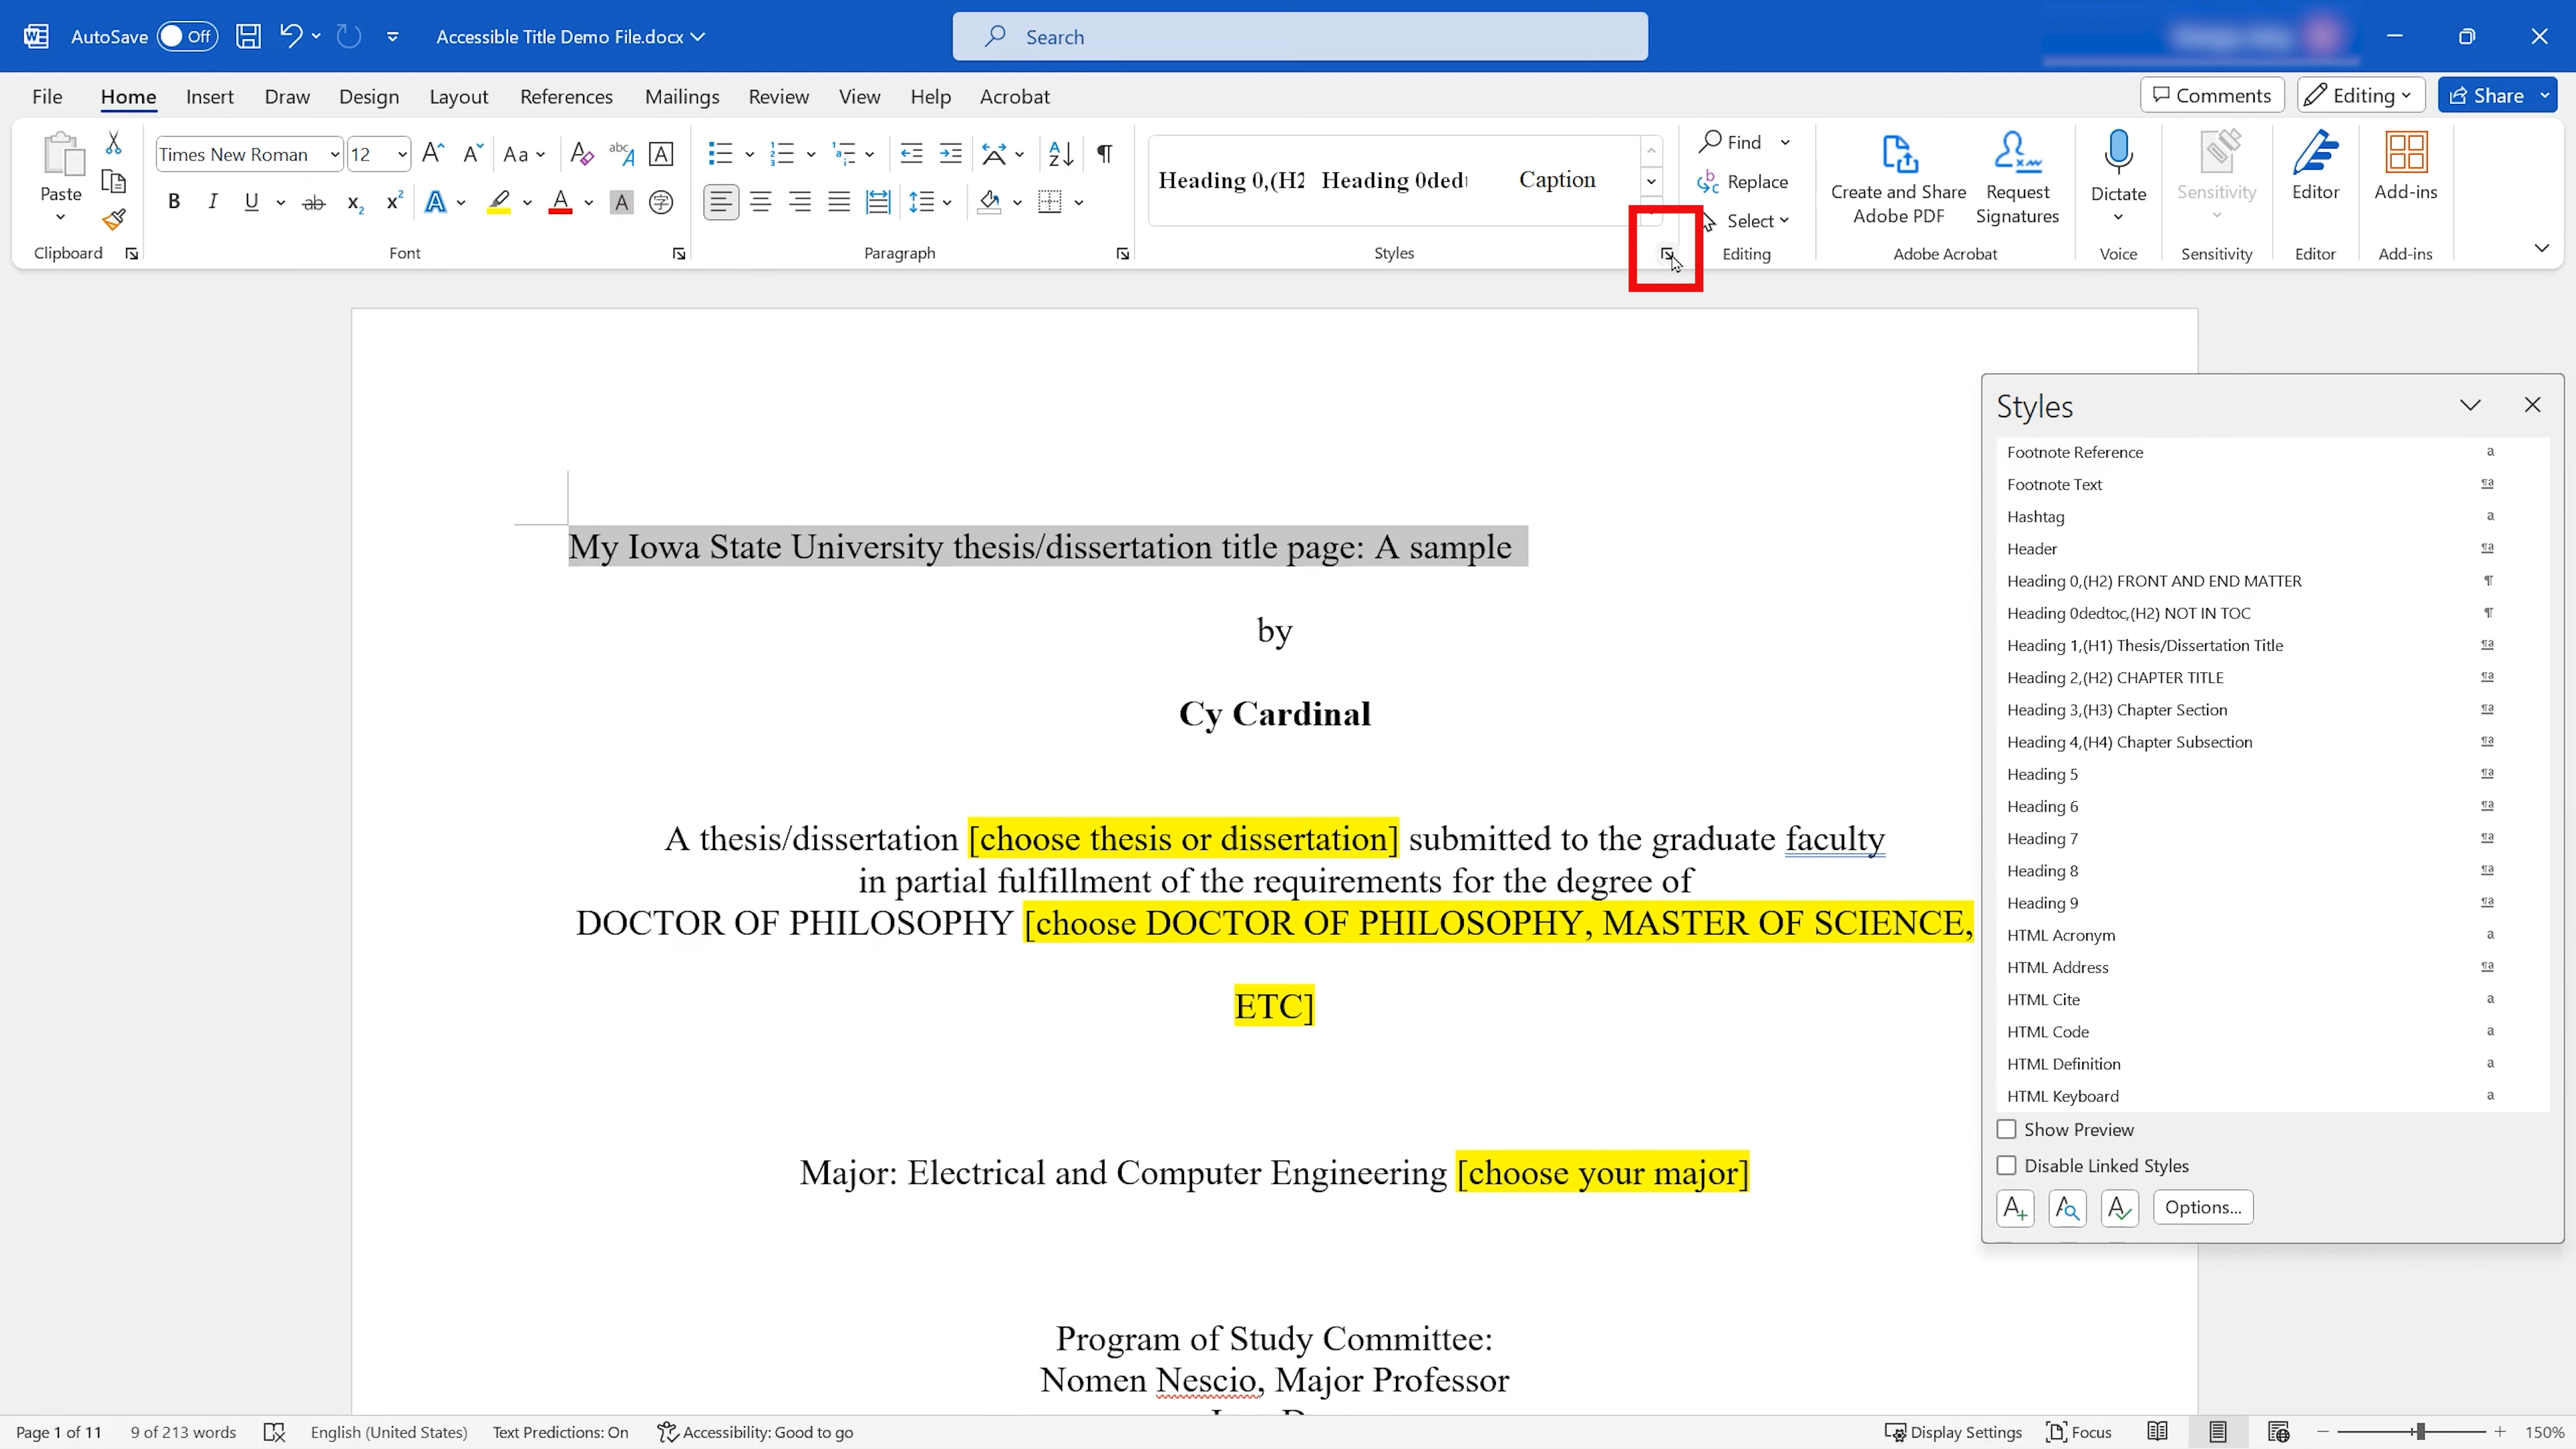 AutoSave Off Accessible Title Demo File.docx Search
File Home Insert Draw Design Layout References Mailings Review View Help Acrobat Comments Editing Share
Paste
Clipboard
Times New Roman 12 Aa
B I U ab x₂ x² A A A 字
Font
Paragraph
Heading 0,(H2 Heading 0ded Caption
Styles
Find
Replace
Select
Editing
Create and Share
Adobe PDF
Request
Signatures
Adobe Acrobat
Dictate
Voice
Sensitivity
Sensitivity
Editor
Editor
Add-ins
Add-ins
My Iowa State University thesis/dissertation title page: A sample
by
Cy Cardinal
A thesis/dissertation [choose thesis or dissertation] submitted to the graduate faculty
in partial fulfillment of the requirements for the degree of
DOCTOR OF PHILOSOPHY [choose DOCTOR OF PHILOSOPHY, MASTER OF SCIENCE,
ETC]
Major: Electrical and Computer Engineering [choose your major]
Program of Study Committee:
Nomen Nescio, Major Professor
Styles
Footnote Reference a
Footnote Text ¶a
Hashtag a
Header ¶a
Heading 0,(H2) FRONT AND END MATTER ¶
Heading 0dedtoc,(H2) NOT IN TOC ¶
Heading 1,(H1) Thesis/Dissertation Title ¶a
Heading 2,(H2) CHAPTER TITLE ¶a
Heading 3,(H3) Chapter Section ¶a
Heading 4,(H4) Chapter Subsection ¶a
Heading 5 ¶a
Heading 6 ¶a
Heading 7 ¶a
Heading 8 ¶a
Heading 9 ¶a
HTML Acronym a
HTML Address ¶a
HTML Cite a
HTML Code a
HTML Definition a
HTML Keyboard a
Show Preview
Disable Linked Styles
Options...
Page 1 of 11 9 of 213 words English (United States) Text Predictions: On Accessibility: Good to go Display Settings Focus 150%